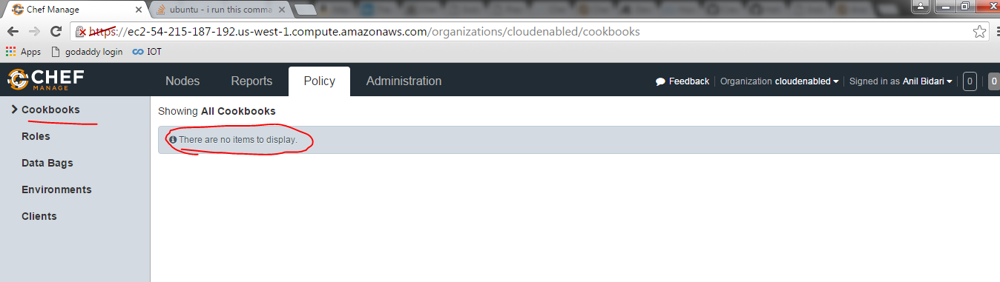 Chef Manage
ubuntu - i run this comma
https://ec2-54-215-187-192.us-west-1.compute.amazonaws.com/organizations/cloudenabled/cookbooks
Apps godaddy login IOT
CHEF
MANAGE
Nodes Reports Policy Administration
Feedback Organization cloudenabled Signed in as Anil Bidari 0 0
Cookbooks
Roles
Data Bags
Environments
Clients
Showing All Cookbooks
There are no items to display.